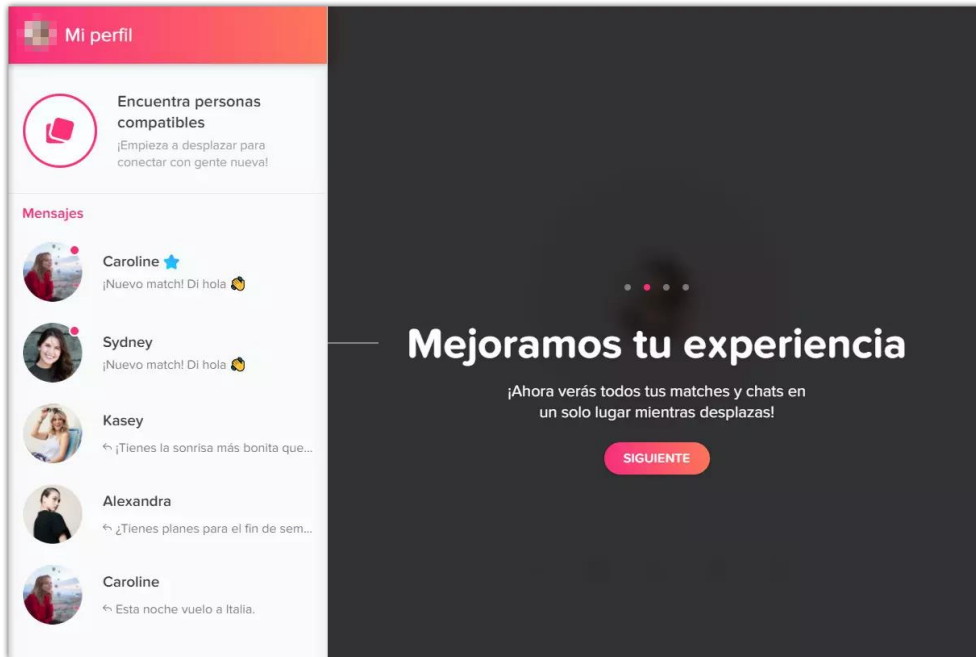 Mi perfil
Encuentra personas
compatibles
¡Empieza a desplazar para
conectar con gente nueva!
Mensajes
Caroline
¡Nuevo match! Di hola 👏
Sydney
¡Nuevo match! Di hola 👏
Kasey
¡Tienes la sonrisa más bonita que...
Alexandra
¿Tienes planes para el fin de sem...
Caroline
Esta noche vuelo a Italia.
Mejoramos tu experiencia
¡Ahora verás todos tus matches y chats en
un solo lugar mientras desplazas!
SIGUIENTE